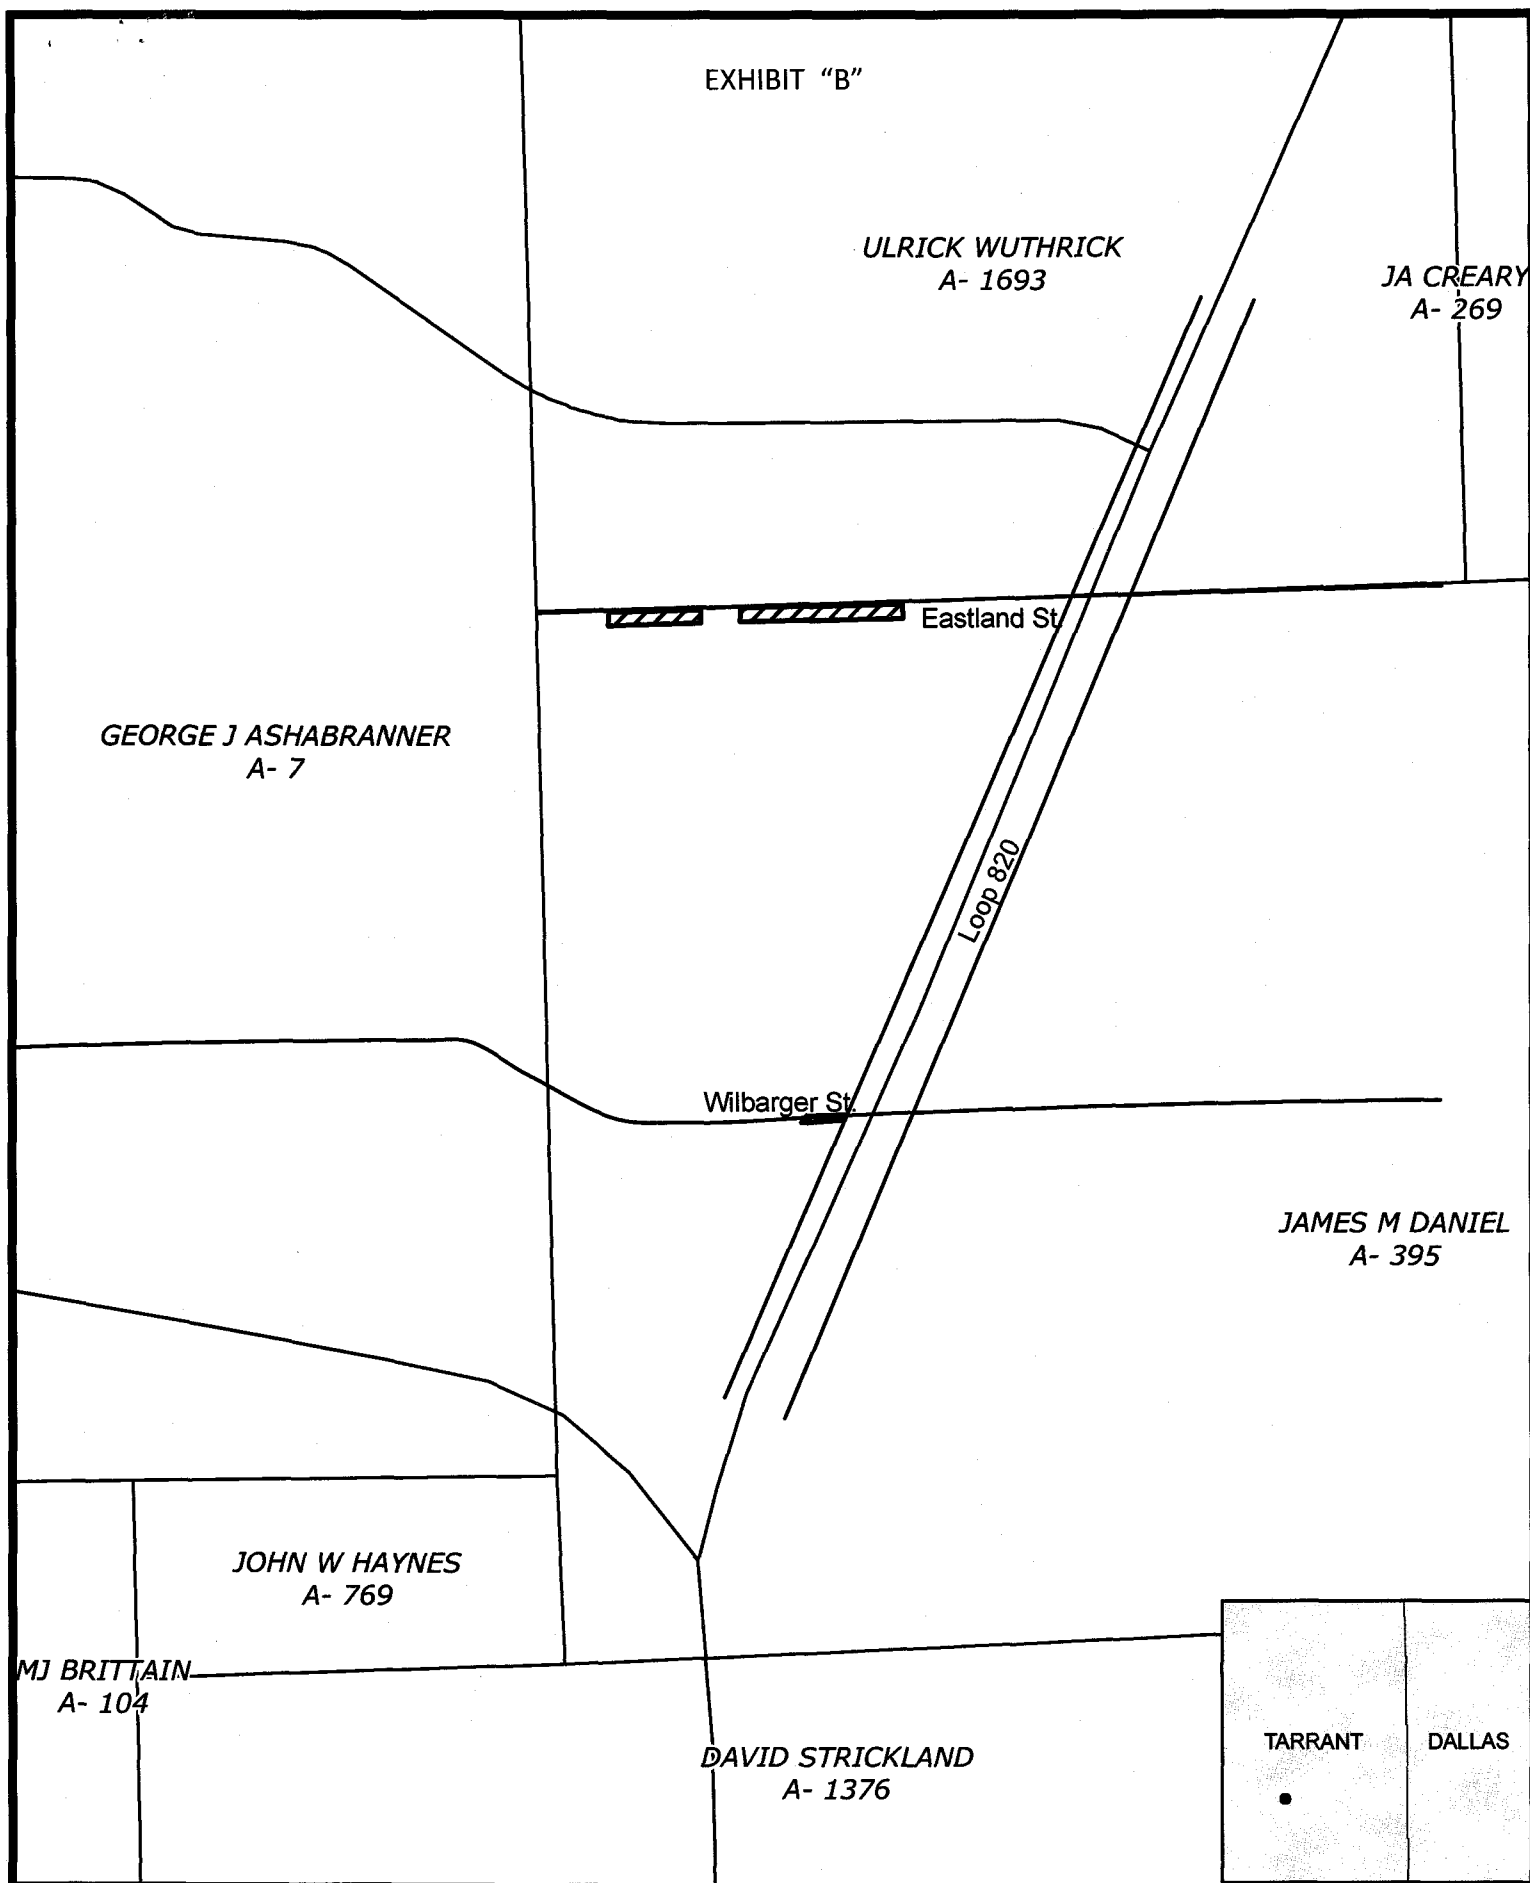 EXHIBIT “B”
ULRICK WUTHRICK
A- 1693
JA CREARY
A- 269
Eastland St.
GEORGE J ASHABRANNER
A- 7
Loop 820
Wilbarger St.
JAMES M DANIEL
A- 395
JOHN W HAYNES
A- 769
MJ BRITTAIN
A- 104
DAVID STRICKLAND
A- 1376
TARRANT
DALLAS